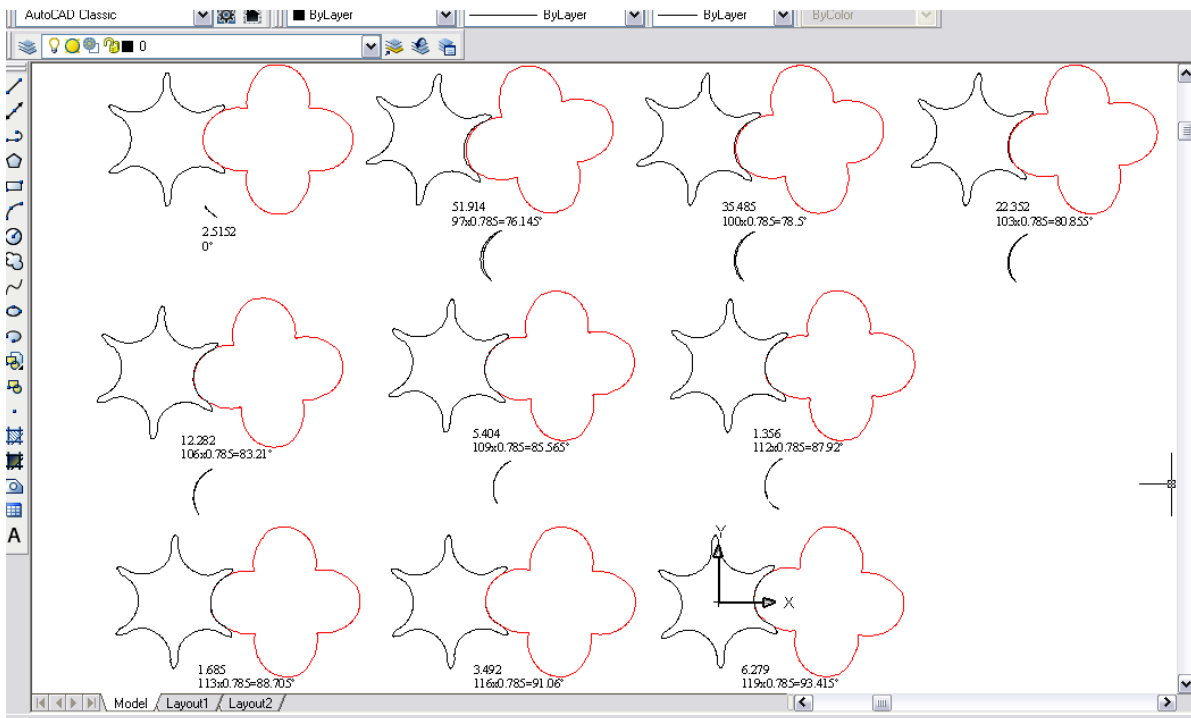 AutoCAD Classic
ByLayer
ByLayer
ByLayer
ByColor
0
2.5152
0°
51.914
97x0.785=76.145°
35.485
100x0.785=78.5°
22.352
103x0.785=80.855°
12.282
106x0.785=83.21°
5.404
109x0.785=85.565°
1.356
112x0.785=87.92°
Y
X
1.685
113x0.785=88.705°
3.492
116x0.785=91.06°
6.279
119x0.785=93.415°
A
Model
Layout1
Layout2